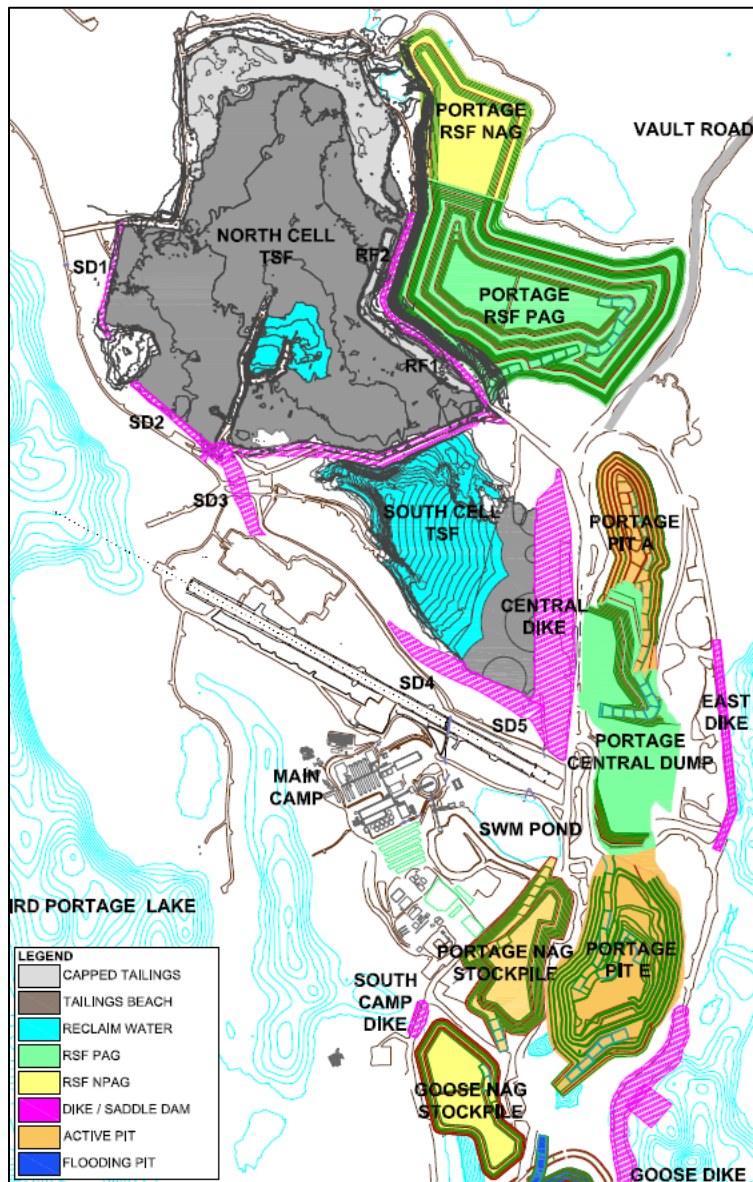 PORTAGE
RSF NAG
VAULT ROAD
NORTH CELL
TSF
SD1
RF2
PORTAGE
RSF PAG
RF1
SD2
SD3
SOUTH CELL
TSF
PORTAGE
PIT A
CENTRAL
DIKE
SD4
SD5
EAST
DIKE
PORTAGE
CENTRAL DUMP
MAIN
CAMP
SWM POND
IRD PORTAGE LAKE
PORTAGE NAG
STOCKPILE
PORTAGE
PIT E
SOUTH
CAMP
DIKE
GOOSE NAG
STOCKPILE
GOOSE DIKE
LEGEND
CAPPED TAILINGS
TAILINGS BEACH
RECLAIM WATER
RSF PAG
RSF NPAG
DIKE / SADDLE DAM
ACTIVE PIT
FLOODING PIT